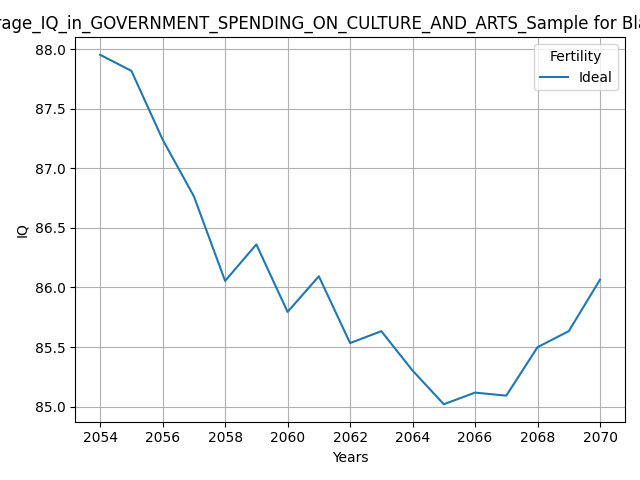 rage_IQ_in_GOVERNMENT_SPENDING_ON_CULTURE_AND_ARTS_Sample for Bla
88.0
Fertility
Ideal
87.5
87.0
86.5
IQ
86.0
85.5
85.0
2054 2056 2058 2060 2062 2064 2066 2068 2070
Years